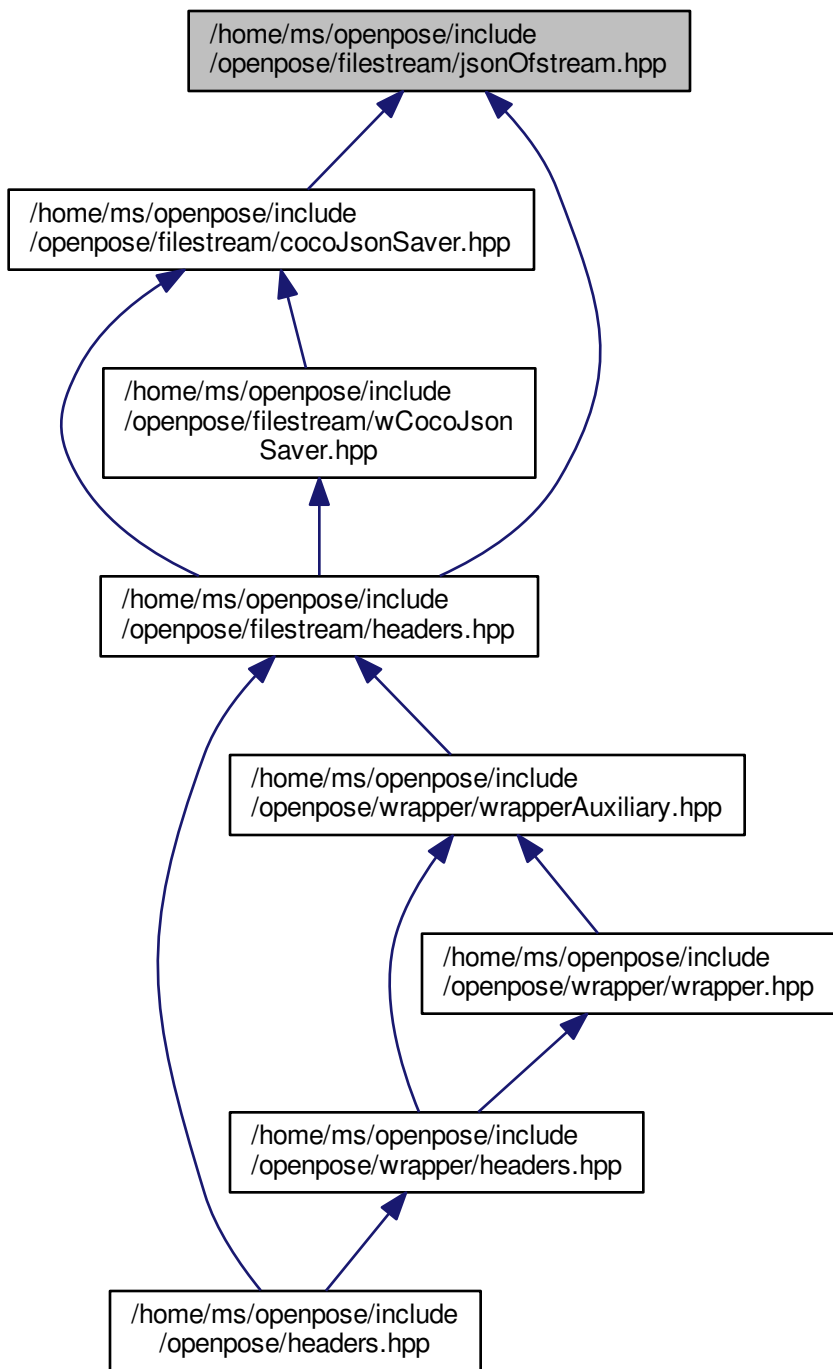 /home/ms/openpose/include
/openpose/filestream/jsonOfstream.hpp
/home/ms/openpose/include
/openpose/filestream/cocoJsonSaver.hpp
/home/ms/openpose/include
/openpose/filestream/wCocoJson
Saver.hpp
/home/ms/openpose/include
/openpose/filestream/headers.hpp
/home/ms/openpose/include
/openpose/wrapper/wrapperAuxiliary.hpp
/home/ms/openpose/include
/openpose/wrapper/wrapper.hpp
/home/ms/openpose/include
/openpose/wrapper/headers.hpp
/home/ms/openpose/include
/openpose/headers.hpp